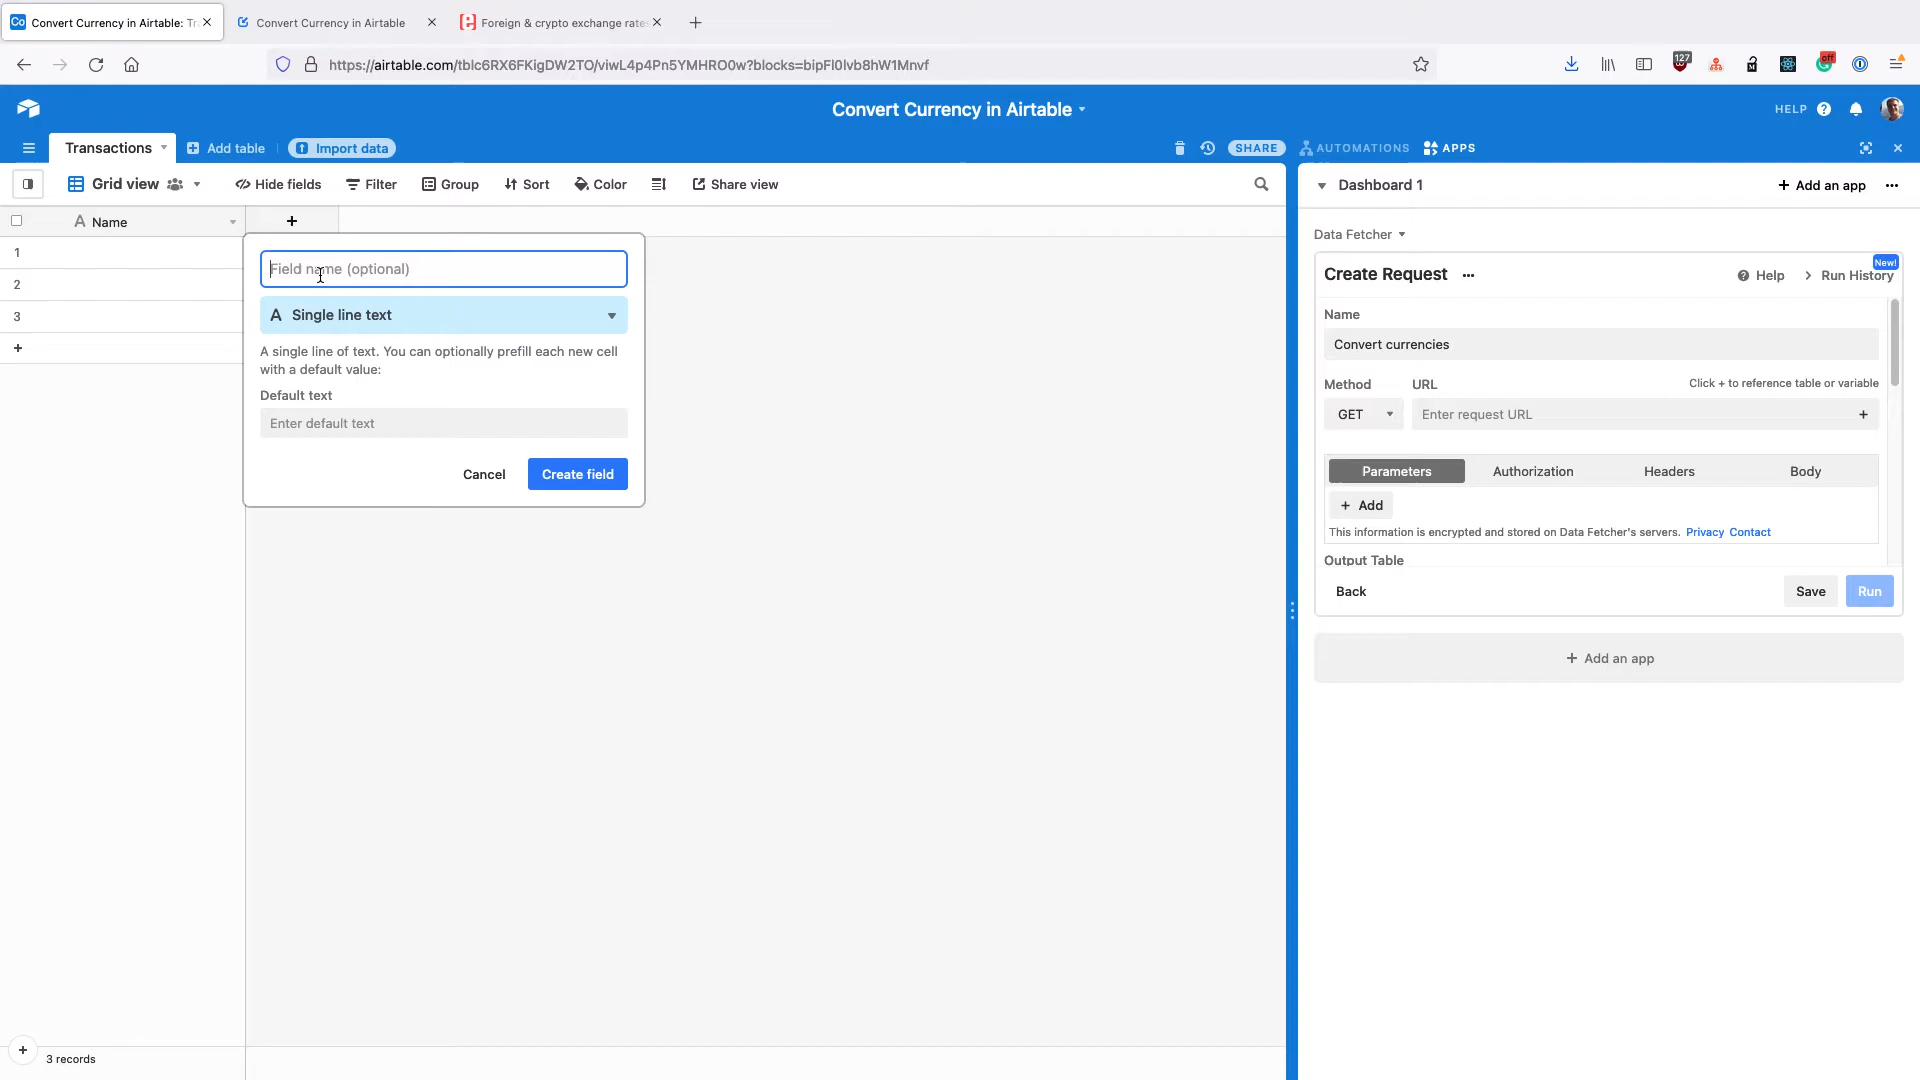 Co Convert Currency in Airtable: Tr
Convert Currency in Airtable
Foreign & crypto exchange rates
https://airtable.com/tblc6RX6FKigDW2TO/viwL4p4Pn5YMHRO0w?blocks=bipFl0lvb8hW1Mnvf
127
off
Convert Currency in Airtable
HELP
Transactions
Add table
Import data
SHARE
AUTOMATIONS
APPS
Grid view
Hide fields
Filter
Group
Sort
Color
Share view
Dashboard 1
Add an app
A Name
1
2
3
Field name (optional)
A Single line text
A single line of text. You can optionally prefill each new cell
with a default value:
Default text
Enter default text
Cancel
Create field
Data Fetcher
Create Request
Help
Run History
New!
Name
Convert currencies
Method
URL
Click + to reference table or variable
GET
Enter request URL
Parameters
Authorization
Headers
Body
+ Add
This information is encrypted and stored on Data Fetcher's servers. Privacy Contact
Output Table
Back
Save
Run
+ Add an app
3 records